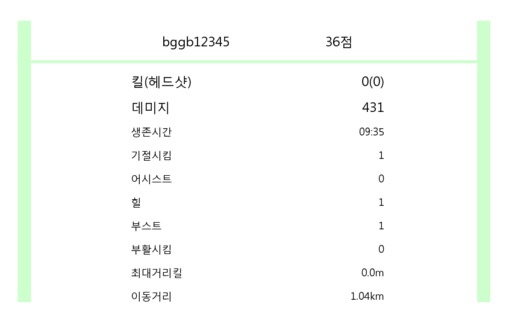 bggb12345 36점
킬(헤드샷) 0(0)
데미지 431
생존시간 09:35
기절시킴 1
어시스트 0
힐 1
부스트 1
부활시킴 0
최대거리킬 0.0m
이동거리 1.04km